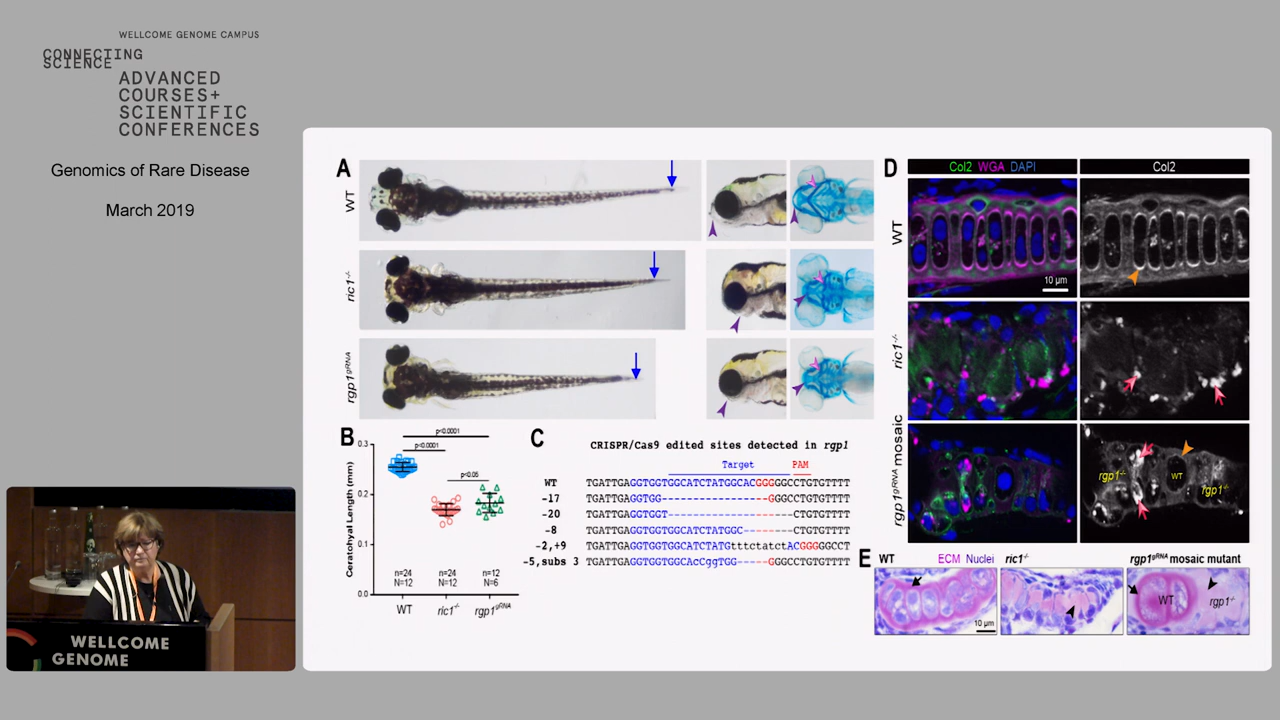 WELLCOME GENOME CAMPUS
CONNECTING
SCIENCE
ADVANCED
COURSES+
SCIENTIFIC
CONFERENCES
Genomics of Rare Disease
March 2019
WELLCOME
GENOME
A
WT
ric1-/-
rgp1gRNA
B
p<0.0001
p<0.0001
p<0.05
Ceratohyal Length (mm)
0.3
0.2
0.1
0.0
n=24 n=24 n=12
N=12 N=12 N=6
WT ric1-/- rgp1gRNA
C
CRISPR/Cas9 edited sites detected in rgp1
Target PAM
WT TGATTGAGGTGGTGGCATCTATGGCACGGGGGCCTGTGTTTT
-17 TGATTGAGGTGG-----------------GGGCCTGTGTTTT
-20 TGATTGAGGTGGT--------------------CTGTGTTTT
-8 TGATTGAGGTGGTGGCATCTATGGC--------CTGTGTTTT
-2,+9 TGATTGAGGTGGTGGCATCTATGtttctatctACGGGGGCCT
-5,subs 3 TGATTGAGGTGGTGGCAcCggTGG-----GGGCCTGTGTTTT
D
Col2 WGA DAPI Col2
WT
10 µm
ric1-/-
rgp1gRNA mosaic
rgp1-/- WT rgp1-/-
E
WT ECM Nuclei ric1-/- rgp1gRNA mosaic mutant
10 µm
WT rgp1-/-